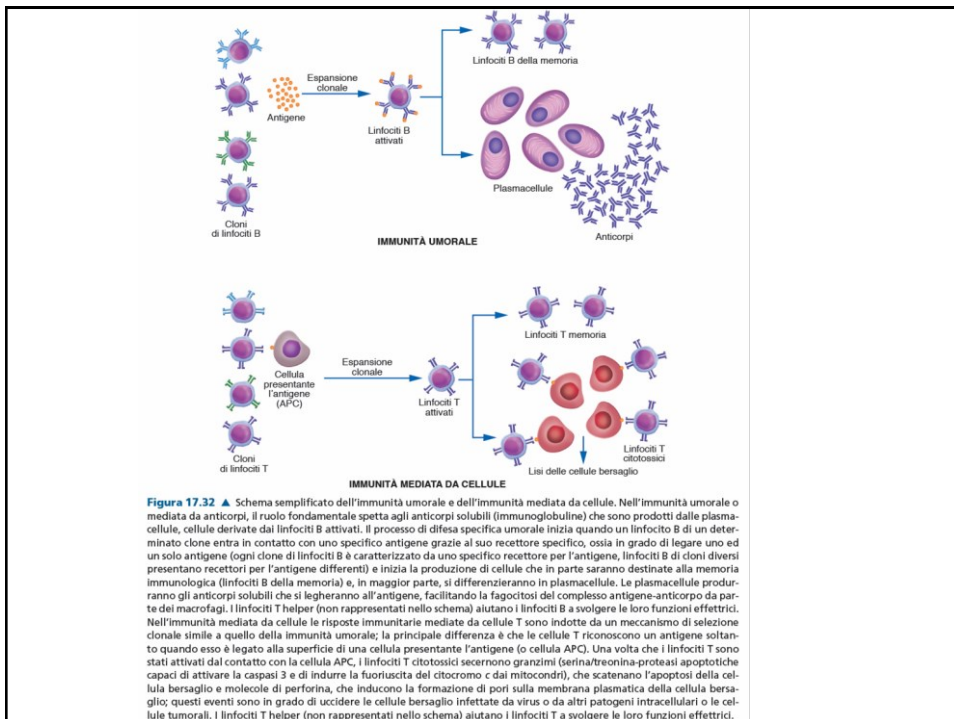 Linfociti B della memoria
Espansione
clonale
Antigene
Linfociti B
attivati
Plasmacellule
Cloni
di linfociti B
Anticorpi
IMMUNITÀ UMORALE
Linfociti T memoria
Espansione
clonale
Cellula
presentante
l'antigene
(APC)
Linfociti T
attivati
Linfociti T
citotossici
Cloni
di linfociti T
Lisi delle cellule bersaglio
IMMUNITÀ MEDIATA DA CELLULE
Figura 17.32 ▲ Schema semplificato dell'immunità umorale e dell'immunità mediata da cellule. Nell'immunità umorale o
mediata da anticorpi, il ruolo fondamentale spetta agli anticorpi solubili (immunoglobuline) che sono prodotti dalle plasma-
cellule, cellule derivate dai linfociti B attivati. Il processo di difesa specifica umorale inizia quando un linfocito B di un deter-
minato clone entra in contatto con uno specifico antigene grazie al suo recettore specifico, ossia in grado di legare uno ed
un solo antigene (ogni clone di linfociti B è caratterizzato da uno specifico recettore per l'antigene, linfociti B di cloni diversi
presentano recettori per l'antigene differenti) e inizia la produzione di cellule che in parte saranno destinate alla memoria
immunologica (linfociti B della memoria) e, in maggior parte, si differenzieranno in plasmacellule. Le plasmacellule produr-
ranno gli anticorpi solubili che si legheranno all'antigene, facilitando la fagocitosi del complesso antigene-anticorpo da par-
te dei macrofagi. I linfociti T helper (non rappresentati nello schema) aiutano i linfociti B a svolgere le loro funzioni effettrici.
Nell'immunità mediata da cellule le risposte immunitarie mediate da cellule T sono indotte da un meccanismo di selezione
clonale simile a quello della immunità umorale; la principale differenza è che le cellule T riconoscono un antigene soltan-
to quando esso è legato alla superficie di una cellula presentante l'antigene (o cellula APC). Una volta che i linfociti T sono
stati attivati dal contatto con la cellula APC, i linfociti T citotossici secernono granzimi (serina/treonina-proteasi apoptotiche
capaci di attivare la caspasi 3 e di indurre la fuoriuscita del citocromo c dai mitocondri), che scatenano l'apoptosi della cel-
lula bersaglio e molecole di perforina, che inducono la formazione di pori sulla membrana plasmatica della cellula bersa-
glio; questi eventi sono in grado di uccidere le cellule bersaglio infettate da virus o da altri patogeni intracellulari o le cel-
lule tumorali. I linfociti T helper (non rappresentati nello schema) aiutano i linfociti T a svolgere le loro funzioni effettrici.